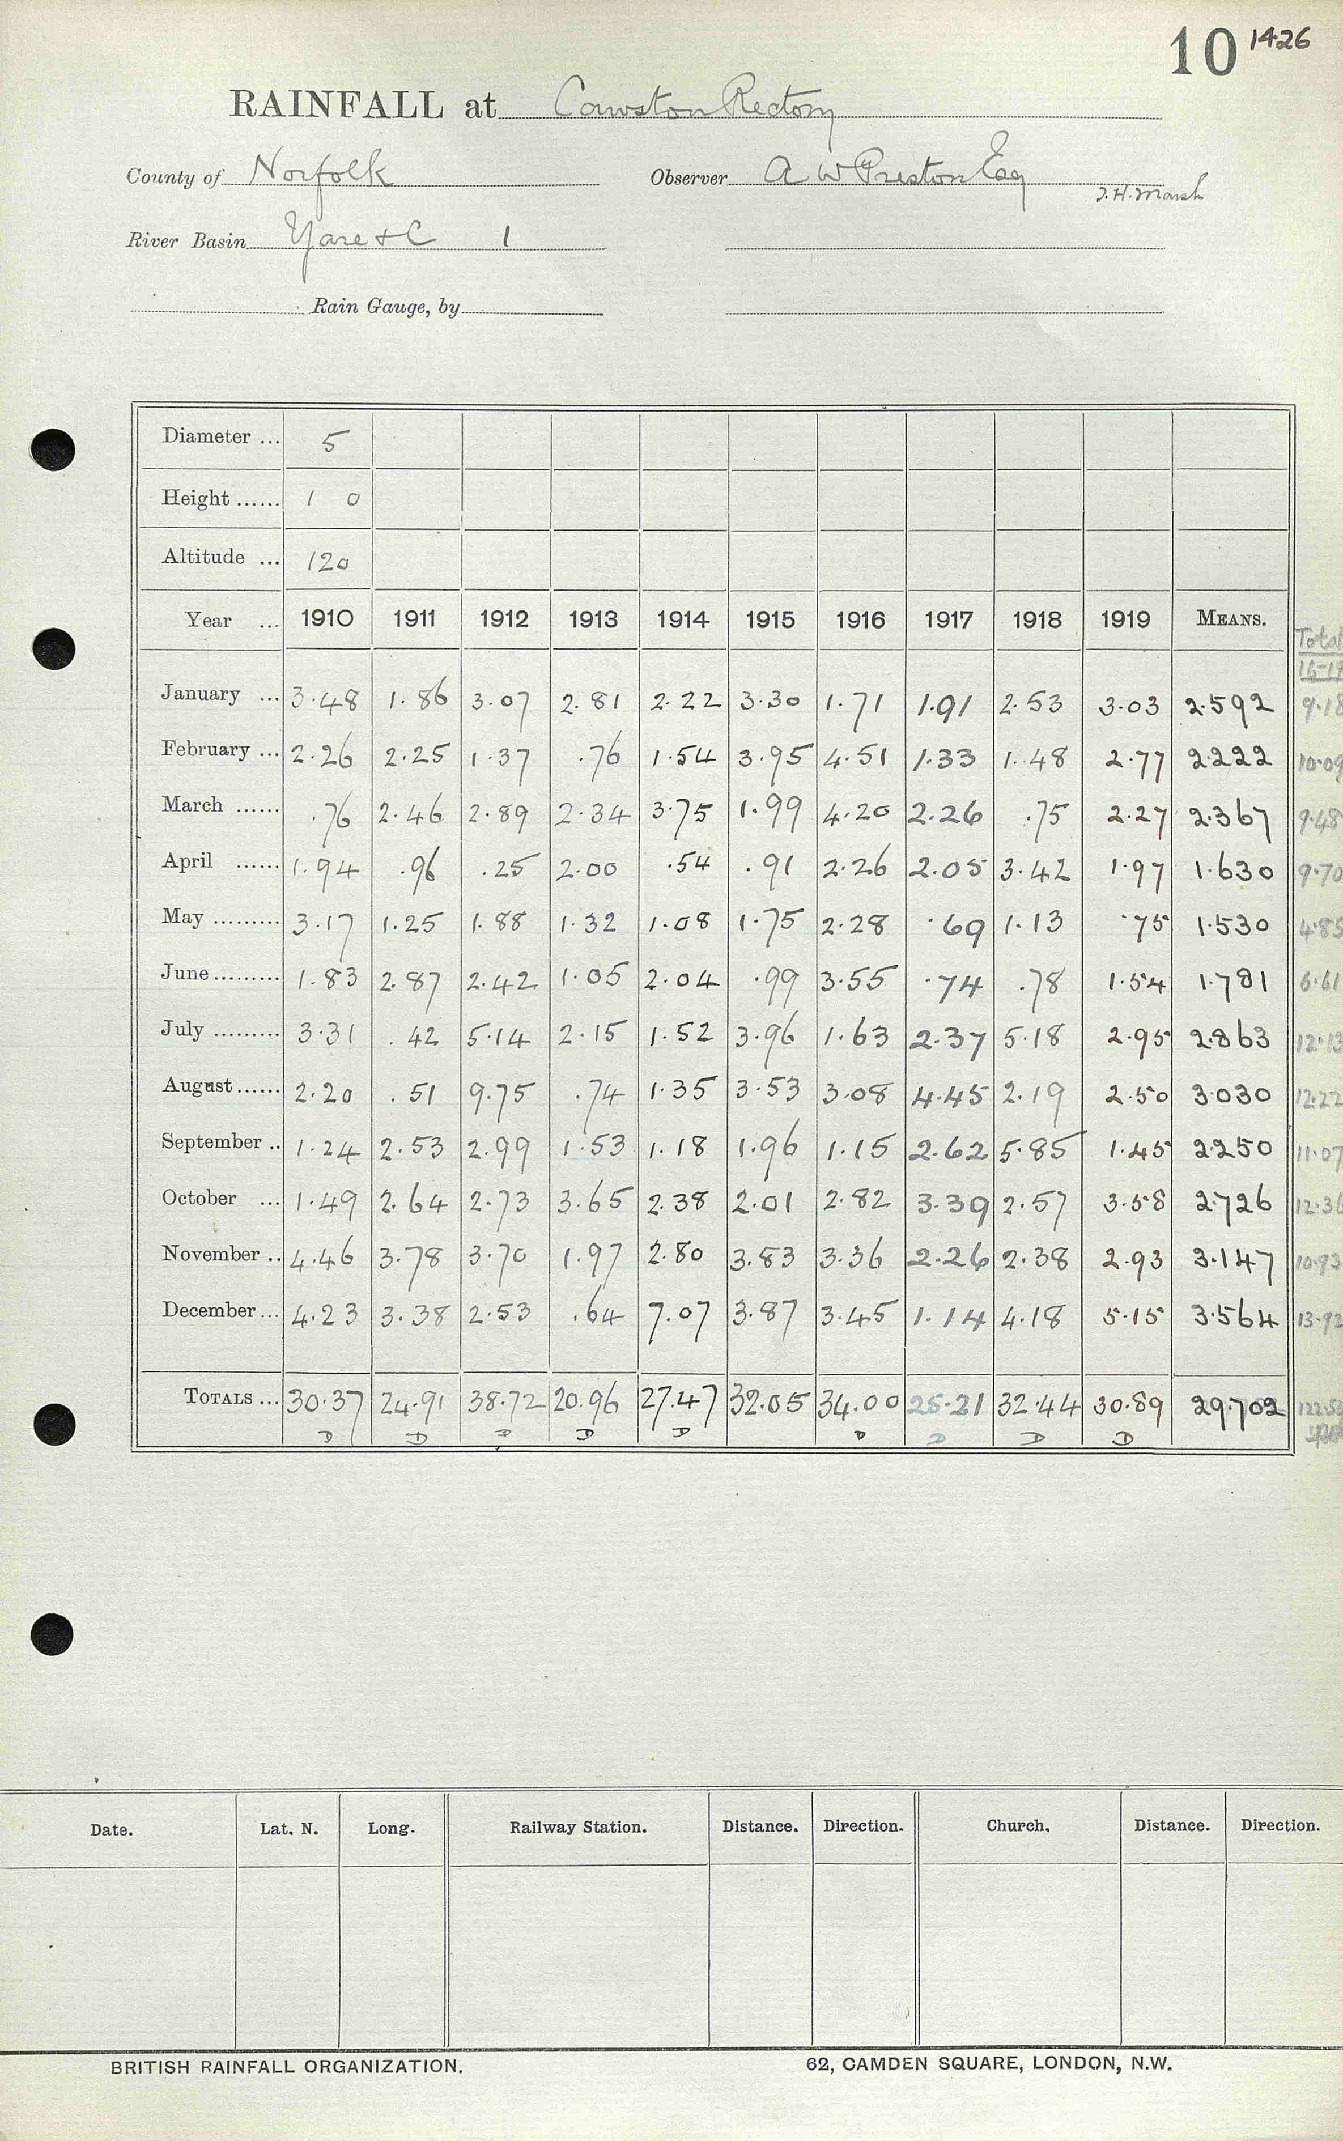 10 1426
RAINFALL at Cawston Rectory
County of Norfolk Observer A W Preston Esq
J.H. Marsh
River Basin Yare & C 1
Rain Gauge, by
Diameter ... 5
Height ...... 1 0
Altitude ... 120
Year ... 1910 1911 1912 1913 1914 1915 1916 1917 1918 1919 MEANS. Total
16-19
January ... 3.48 1.86 3.07 2.81 2.22 3.30 1.71 1.91 2.53 3.03 2.592 9.18
February ... 2.26 2.25 1.37 .76 1.54 3.95 4.51 1.33 1.48 2.77 2.222 10.09
March ...... .76 2.46 2.89 2.34 3.75 1.99 4.20 2.26 .75 2.27 2.367 9.48
April ...... 1.94 .96 .25 2.00 .54 .91 2.26 2.05 3.42 1.97 1.630 9.70
May ......... 3.17 1.25 1.88 1.32 1.08 1.75 2.28 .69 1.13 .75 1.530 4.85
June ......... 1.83 2.87 2.42 1.05 2.04 .99 3.55 .74 .78 1.54 1.781 6.61
July ......... 3.31 .42 5.14 2.15 1.52 3.96 1.63 2.37 5.18 2.95 2.863 12.13
August ...... 2.20 .51 9.75 .74 1.35 3.53 3.08 4.45 2.19 2.50 3.030 12.22
September .. 1.24 2.53 2.99 1.53 1.18 1.96 1.15 2.62 5.85 1.45 2.250 11.07
October ... 1.49 2.64 2.73 3.65 2.38 2.01 2.82 3.39 2.57 3.58 2.726 12.36
November .. 4.46 3.78 3.70 1.97 2.80 3.83 3.36 2.26 2.38 2.93 3.147 10.93
December ... 4.23 3.38 2.53 .64 7.07 3.87 3.45 1.14 4.18 5.15 3.564 13.92
TOTALS ... 30.37 24.91 38.72 20.96 27.47 32.05 34.00 25.21 32.44 30.89 29.702
D D D D D D D D D
Date. Lat. N. Long. Railway Station. Distance. Direction. Church. Distance. Direction.
BRITISH RAINFALL ORGANIZATION. 62, CAMDEN SQUARE, LONDON, N.W.